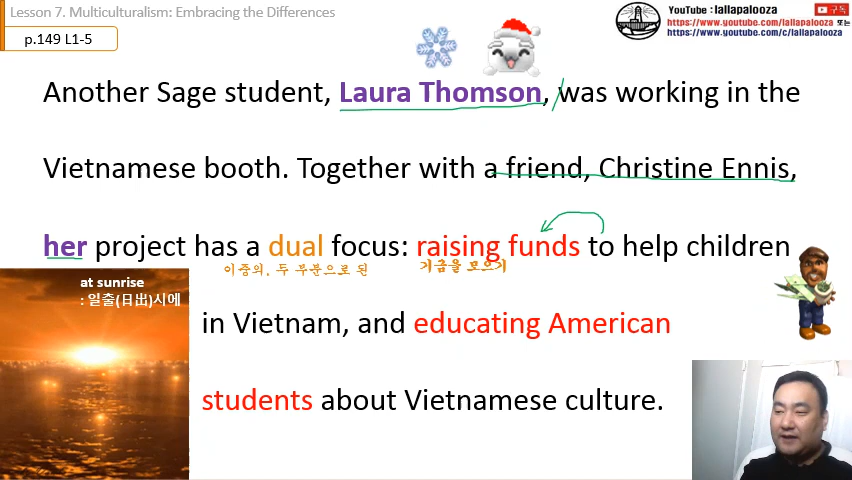 Lesson 7. Multiculturalism: Embracing the Differences
p.149 L1-5
YouTube : lallapalooza
구독
https://www.youtube.com/lallapalooza 또는
https://www.youtube.com/c/lallapalooza
Another Sage student, Laura Thomson, was working in the
Vietnamese booth. Together with a friend, Christine Ennis,
her project has a dual focus: raising funds to help children
이중의, 두 부분으로 된
기금을 모으기
at sunrise
: 일출(日出)시에
in Vietnam, and educating American
students about Vietnamese culture.